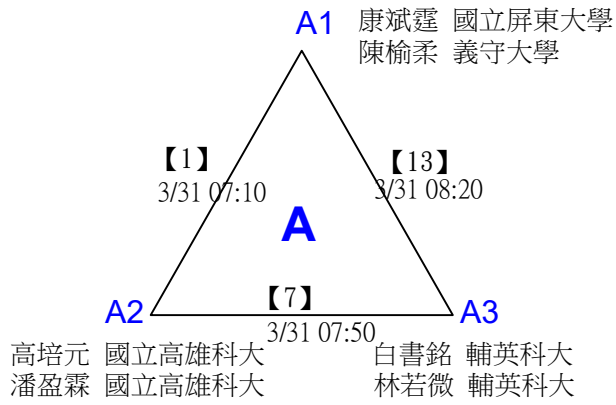 A1
康斌霆 國立屏東大學
陳榆柔 義守大學
【1】
3/31 07:10
【13】
3/31 08:20
A
A2
【7】
3/31 07:50
A3
高培元 國立高雄科大
潘盈霖 國立高雄科大
白書銘 輔英科大
林若微 輔英科大